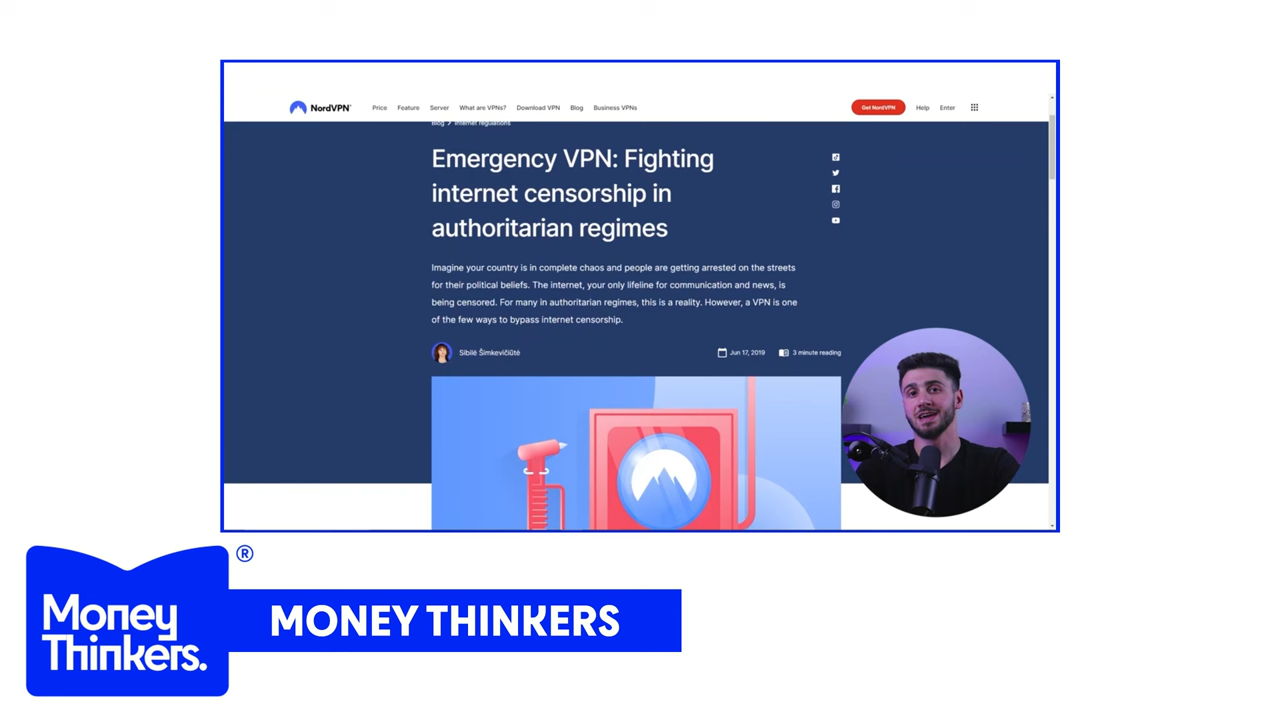 NordVPN®
Price Feature Server What are VPNs? Download VPN Blog Business VPNs
Get NordVPN Help Enter
Blog > Internet regulations
Emergency VPN: Fighting
internet censorship in
authoritarian regimes
Imagine your country is in complete chaos and people are getting arrested on the streets
for their political beliefs. The internet, your only lifeline for communication and news, is
being censored. For many in authoritarian regimes, this is a reality. However, a VPN is one
of the few ways to bypass internet censorship.
Sibilė Šimkevičiūtė
Jun 17, 2019 3 minute reading
®
Money
Thinkers.
MONEY THINKERS